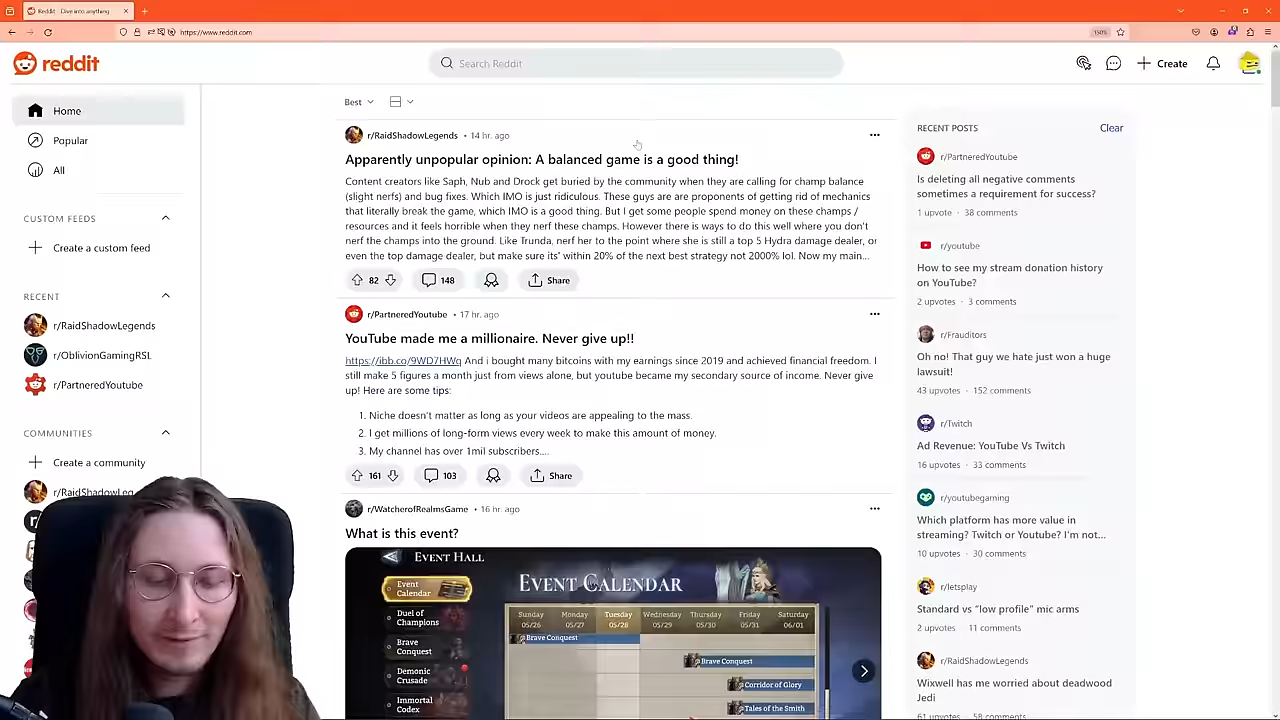 Reddit - Dive into anything
https://www.reddit.com
150%
reddit
Search Reddit
Create
Home
Popular
All
CUSTOM FEEDS
Create a custom feed
RECENT
r/RaidShadowLegends
r/OblivionGamingRSL
r/PartneredYoutube
COMMUNITIES
Create a community
r/RaidShadowLeg
Best
r/RaidShadowLegends • 14 hr. ago
Apparently unpopular opinion: A balanced game is a good thing!
Content creators like Saph, Nub and Drock get buried by the community when they are calling for champ balance
(slight nerfs) and bug fixes. Which IMO is just ridiculous. These guys are are proponents of getting rid of mechanics
that literally break the game, which IMO is a good thing. But I get some people spend money on these champs /
resources and it feels horrible when they nerf these champs. However there is ways to do this well where you don't
nerf the champs into the ground. Like Trunda, nerf her to the point where she is still a top 5 Hydra damage dealer, or
even the top damage dealer, but make sure its' within 20% of the next best strategy not 2000% lol. Now my main...
82 148 Share
r/PartneredYoutube • 17 hr. ago
YouTube made me a millionaire. Never give up!!
https://ibb.co/9WD7HWq And i bought many bitcoins with my earnings since 2019 and achieved financial freedom. I
still make 5 figures a month just from views alone, but youtube became my secondary source of income. Never give
up! Here are some tips:
1. Niche doesn't matter as long as your videos are appealing to the mass.
2. I get millions of long-form views every week to make this amount of money.
3. My channel has over 1mil subscribers....
161 103 Share
r/WatcherofRealmsGame • 16 hr. ago
What is this event?
EVENT HALL
Event
Calendar
Duel of
Champions
Brave
Conquest
Demonic
Crusade
Immortal
Codex
EVENT CALENDAR
Sunday Monday Tuesday Wednesday Thursday Friday Saturday
05/26 05/27 05/28 05/29 05/30 05/31 06/01
Brave Conquest
Brave Conquest
Corridor of Glory
Tales of the Smith
RECENT POSTS Clear
r/PartneredYoutube
Is deleting all negative comments
sometimes a requirement for success?
1 upvote · 38 comments
r/youtube
How to see my stream donation history
on YouTube?
2 upvotes · 3 comments
r/Frauditors
Oh no! That guy we hate just won a huge
lawsuit!
43 upvotes · 152 comments
r/Twitch
Ad Revenue: YouTube Vs Twitch
16 upvotes · 33 comments
r/youtubegaming
Which platform has more value in
streaming? Twitch or Youtube? I'm not...
10 upvotes · 30 comments
r/letsplay
Standard vs "low profile" mic arms
2 upvotes 11 comments
r/RaidShadowLegends
Wixwell has me worried about deadwood
Jedi
61 upvotes · 58 comments